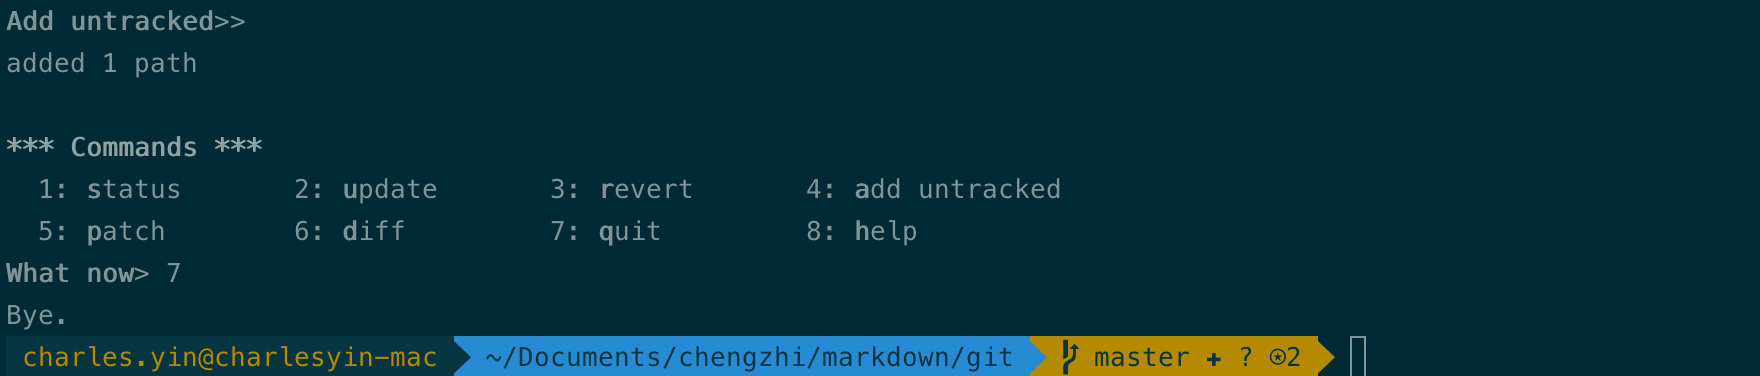 Add untracked>>
added 1 path
*** Commands ***
1: status 2: update 3: revert 4: add untracked
5: patch 6: diff 7: quit 8: help
What now> 7
Bye.
charles.yin@charlesyin-mac ~/Documents/chengzhi/markdown/git master + ? ⍟2